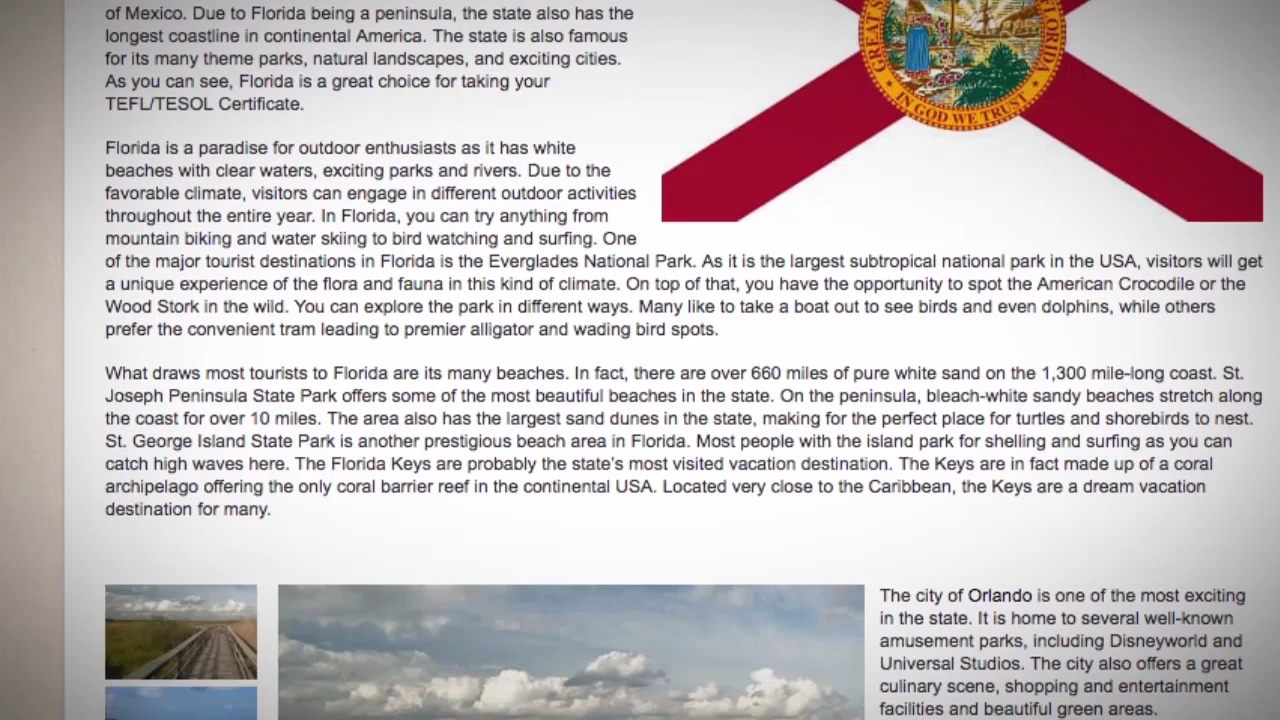 of Mexico. Due to Florida being a peninsula, the state also has the
longest coastline in continental America. The state is also famous
for its many theme parks, natural landscapes, and exciting cities.
As you can see, Florida is a great choice for taking your
TEFL/TESOL Certificate.
GREAT S
FLORIDA
IN GOD WE TRUST
Florida is a paradise for outdoor enthusiasts as it has white
beaches with clear waters, exciting parks and rivers. Due to the
favorable climate, visitors can engage in different outdoor activities
throughout the entire year. In Florida, you can try anything from
mountain biking and water skiing to bird watching and surfing. One
of the major tourist destinations in Florida is the Everglades National Park. As it is the largest subtropical national park in the USA, visitors will get
a unique experience of the flora and fauna in this kind of climate. On top of that, you have the opportunity to spot the American Crocodile or the
Wood Stork in the wild. You can explore the park in different ways. Many like to take a boat out to see birds and even dolphins, while others
prefer the convenient tram leading to premier alligator and wading bird spots.
What draws most tourists to Florida are its many beaches. In fact, there are over 660 miles of pure white sand on the 1,300 mile-long coast. St.
Joseph Peninsula State Park offers some of the most beautiful beaches in the state. On the peninsula, bleach-white sandy beaches stretch along
the coast for over 10 miles. The area also has the largest sand dunes in the state, making for the perfect place for turtles and shorebirds to nest.
St. George Island State Park is another prestigious beach area in Florida. Most people with the island park for shelling and surfing as you can
catch high waves here. The Florida Keys are probably the state's most visited vacation destination. The Keys are in fact made up of a coral
archipelago offering the only coral barrier reef in the continental USA. Located very close to the Caribbean, the Keys are a dream vacation
destination for many.
The city of Orlando is one of the most exciting
in the state. It is home to several well-known
amusement parks, including Disneyworld and
Universal Studios. The city also offers a great
culinary scene, shopping and entertainment
facilities and beautiful green areas.